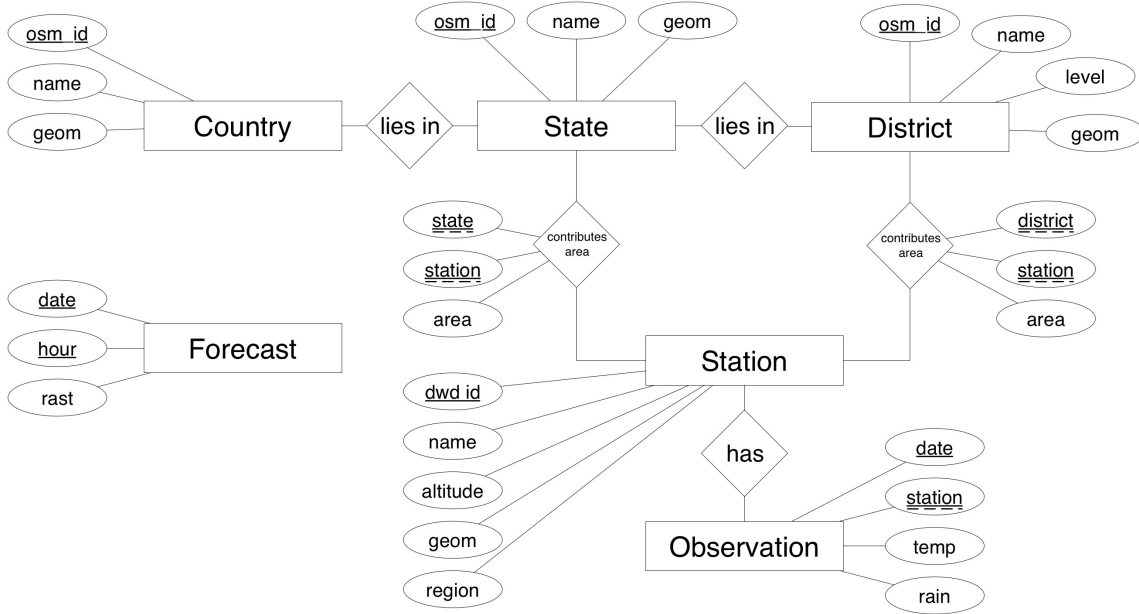 osm_id
name
geom
Country
lies in
osm_id
name
geom
State
lies in
osm_id
name
level
geom
District
state
station
area
contributes
area
contributes
area
district
station
area
date
hour
rast
Forecast
Station
dwd id
name
altitude
geom
region
has
Observation
date
station
temp
rain